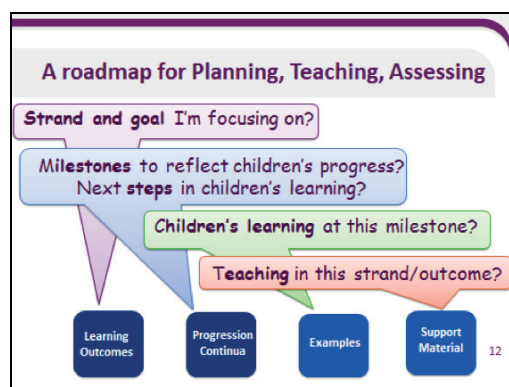 A roadmap for Planning, Teaching, Assessing
Strand and goal I'm focusing on?
Milestones to reflect children's progress?
Next steps in children's learning?
Children's learning at this milestone?
Teaching in this strand/outcome?
Learning
Outcomes
Progression
Continua
Examples
Support
Material
12